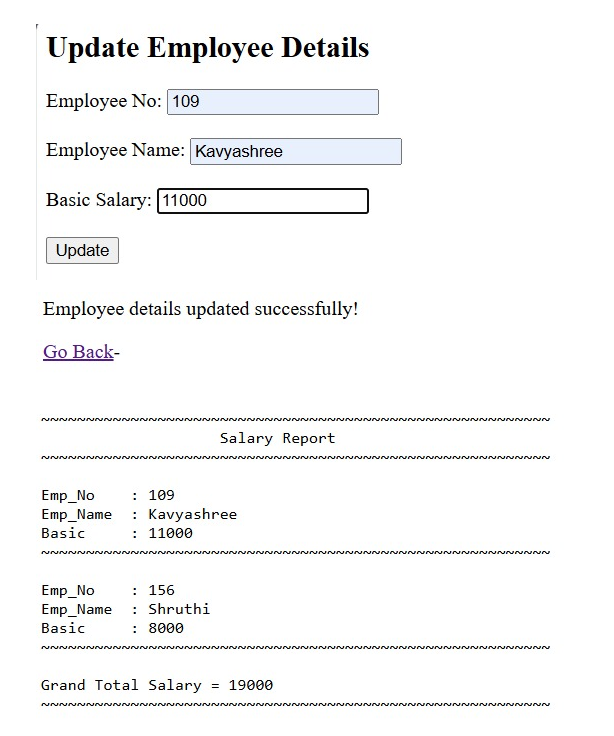 Update Employee Details
Employee No: 109
Employee Name: Kavyashree
Basic Salary: 11000
Update
Employee details updated successfully!
Go Back-
~~~~~~~~~~~~~~~~~~~~~~~~~~~~~~~~~~~~~~~~~~~~~~~~~~~~~~~~~
Salary Report
~~~~~~~~~~~~~~~~~~~~~~~~~~~~~~~~~~~~~~~~~~~~~~~~~~~~~~~~~
Emp_No    : 109
Emp_Name  : Kavyashree
Basic     : 11000
~~~~~~~~~~~~~~~~~~~~~~~~~~~~~~~~~~~~~~~~~~~~~~~~~~~~~~~~~
Emp_No    : 156
Emp_Name  : Shruthi
Basic     : 8000
~~~~~~~~~~~~~~~~~~~~~~~~~~~~~~~~~~~~~~~~~~~~~~~~~~~~~~~~~
Grand Total Salary = 19000
~~~~~~~~~~~~~~~~~~~~~~~~~~~~~~~~~~~~~~~~~~~~~~~~~~~~~~~~~